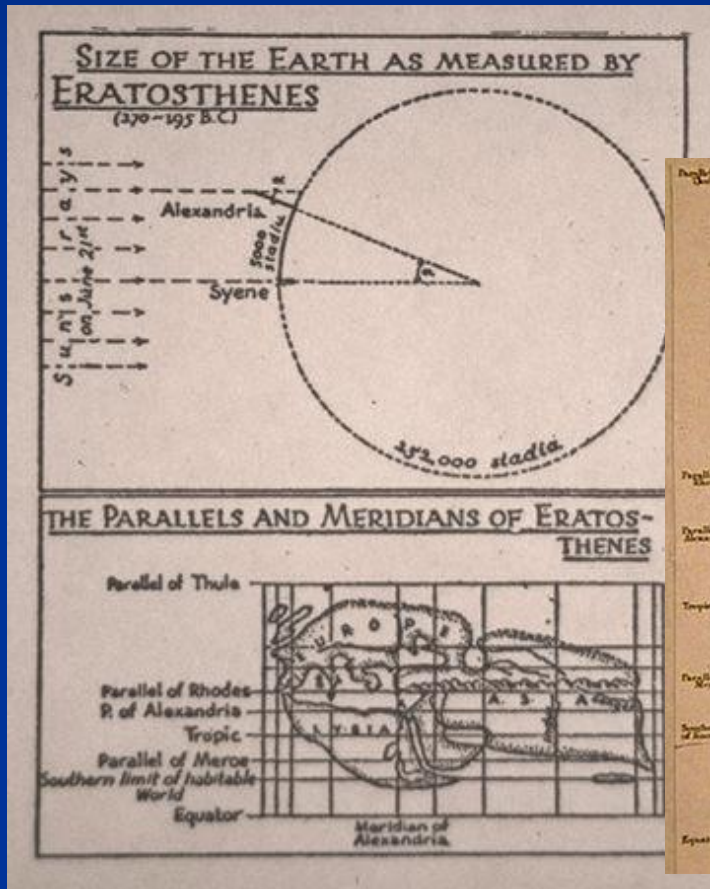 SIZE OF THE EARTH AS MEASURED BY
ERATOSTHENES
(270–195 B.C)
Sun's rays
on June 21st
Alexandria
5000
stadia
Syene
252,000 stadia
THE PARALLELS AND MERIDIANS OF ERATOS-
THENES
Parallel of Thule
EUROPE
Parallel of Rhodes
P. of Alexandria
ASIA
Tropic
LYBIA
Parallel of Meroe
Southern limit of habitable
World
Equator
Meridian of
Alexandria